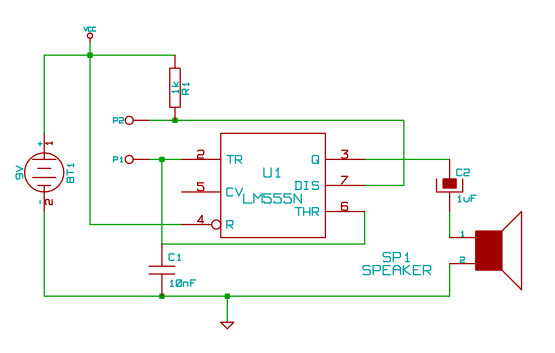 VCC
1k
R1
P2
P1
9V
BT1
+
1
-
2
2
TR
5
CV
4
R
U1
LM555N
Q
3
DIS
7
THR
6
C2
1uF
C1
10nF
SP1
SPEAKER
1
2